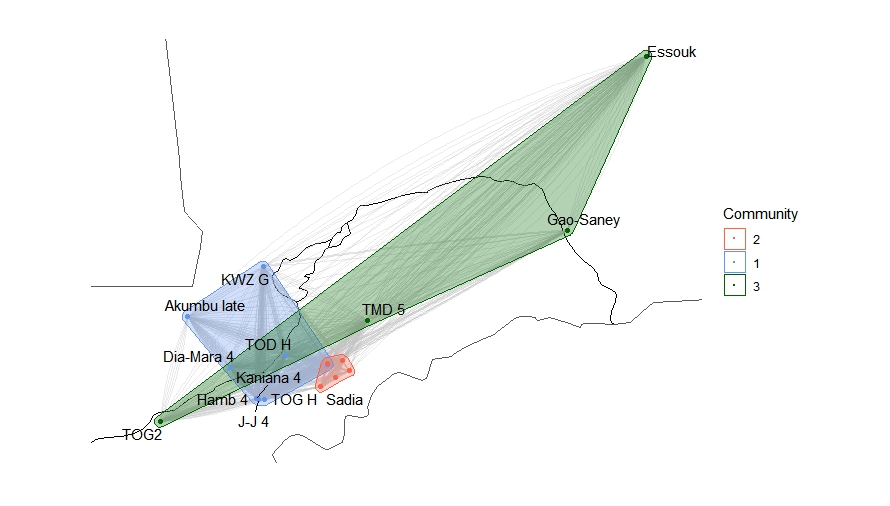 Essouk
Gao-Saney
Community
2
1
3
KWZ G
Akumbu late
TMD 5
TOD H
Dia-Mara 4
Kaniana 4
Hamb 4
TOG H
Sadia
J-J 4
TOG2